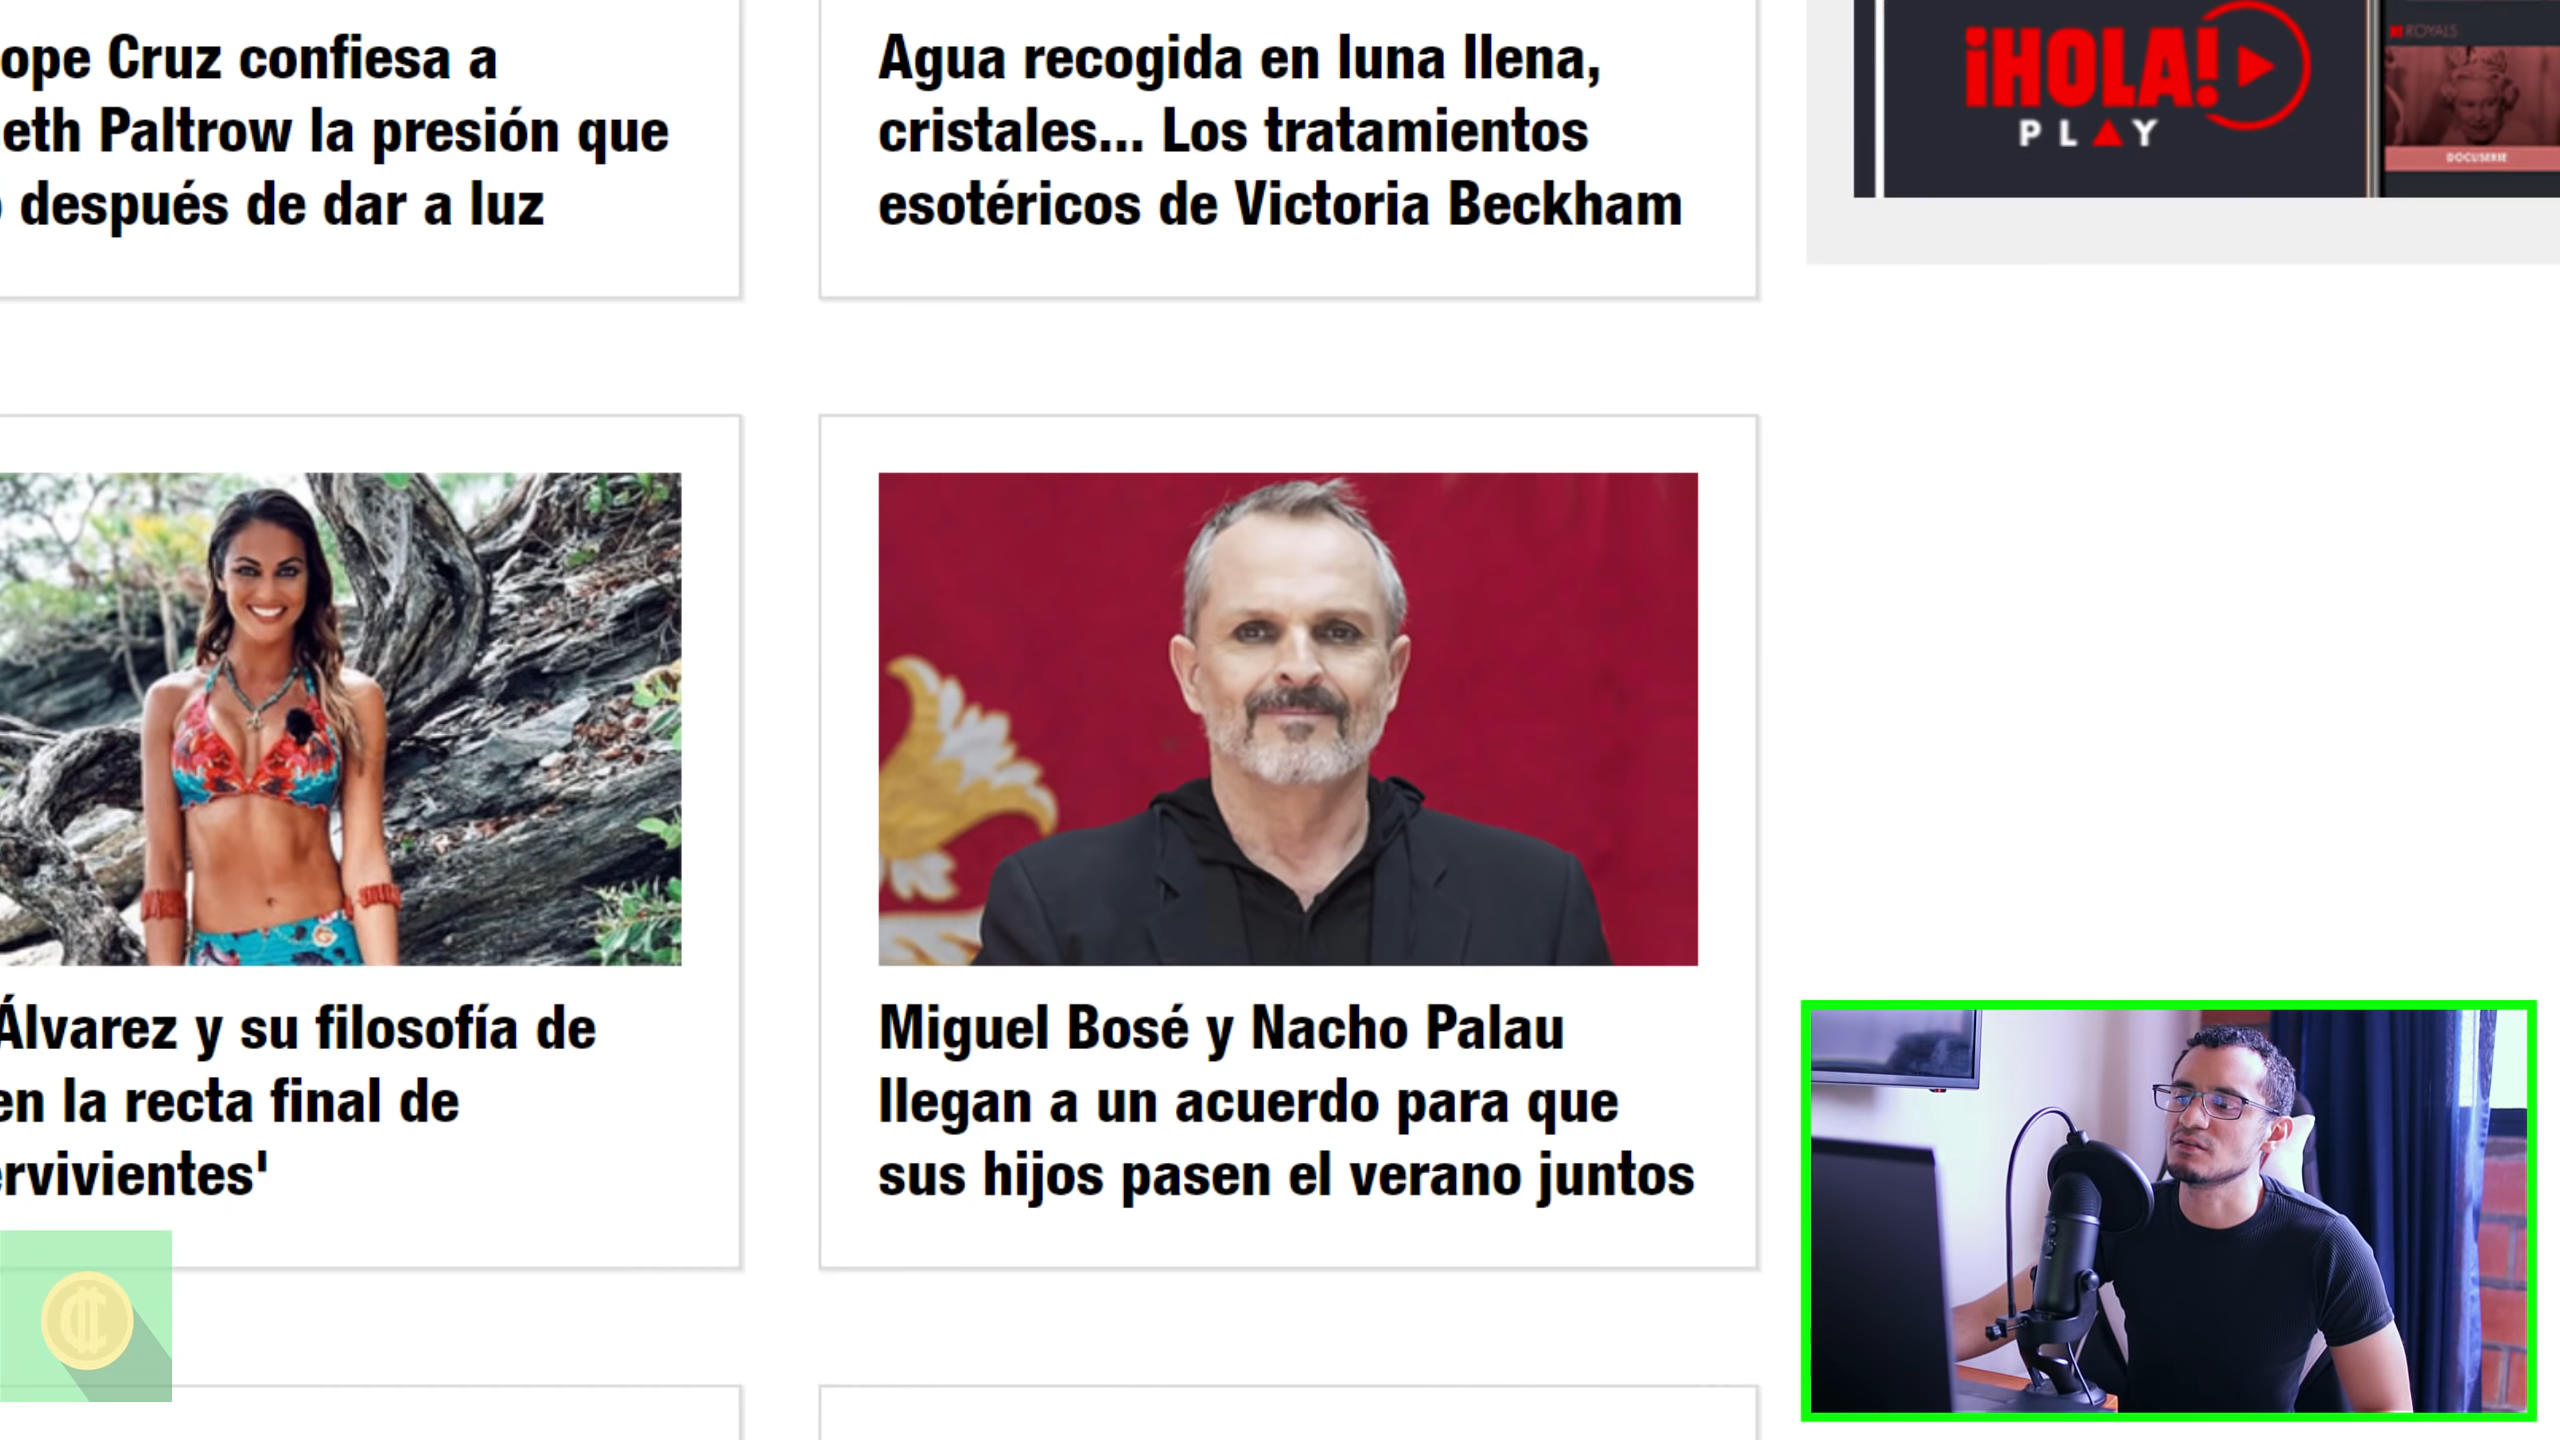 ope Cruz confiesa a
eth Paltrow la presión que
después de dar a luz
Agua recogida en luna llena,
cristales... Los tratamientos
esotéricos de Victoria Beckham
¡HOLA!
PLAY
ROYALS
DOCUSERIE
Álvarez y su filosofía de
en la recta final de
ervivientes'
Miguel Bosé y Nacho Palau
llegan a un acuerdo para que
sus hijos pasen el verano juntos